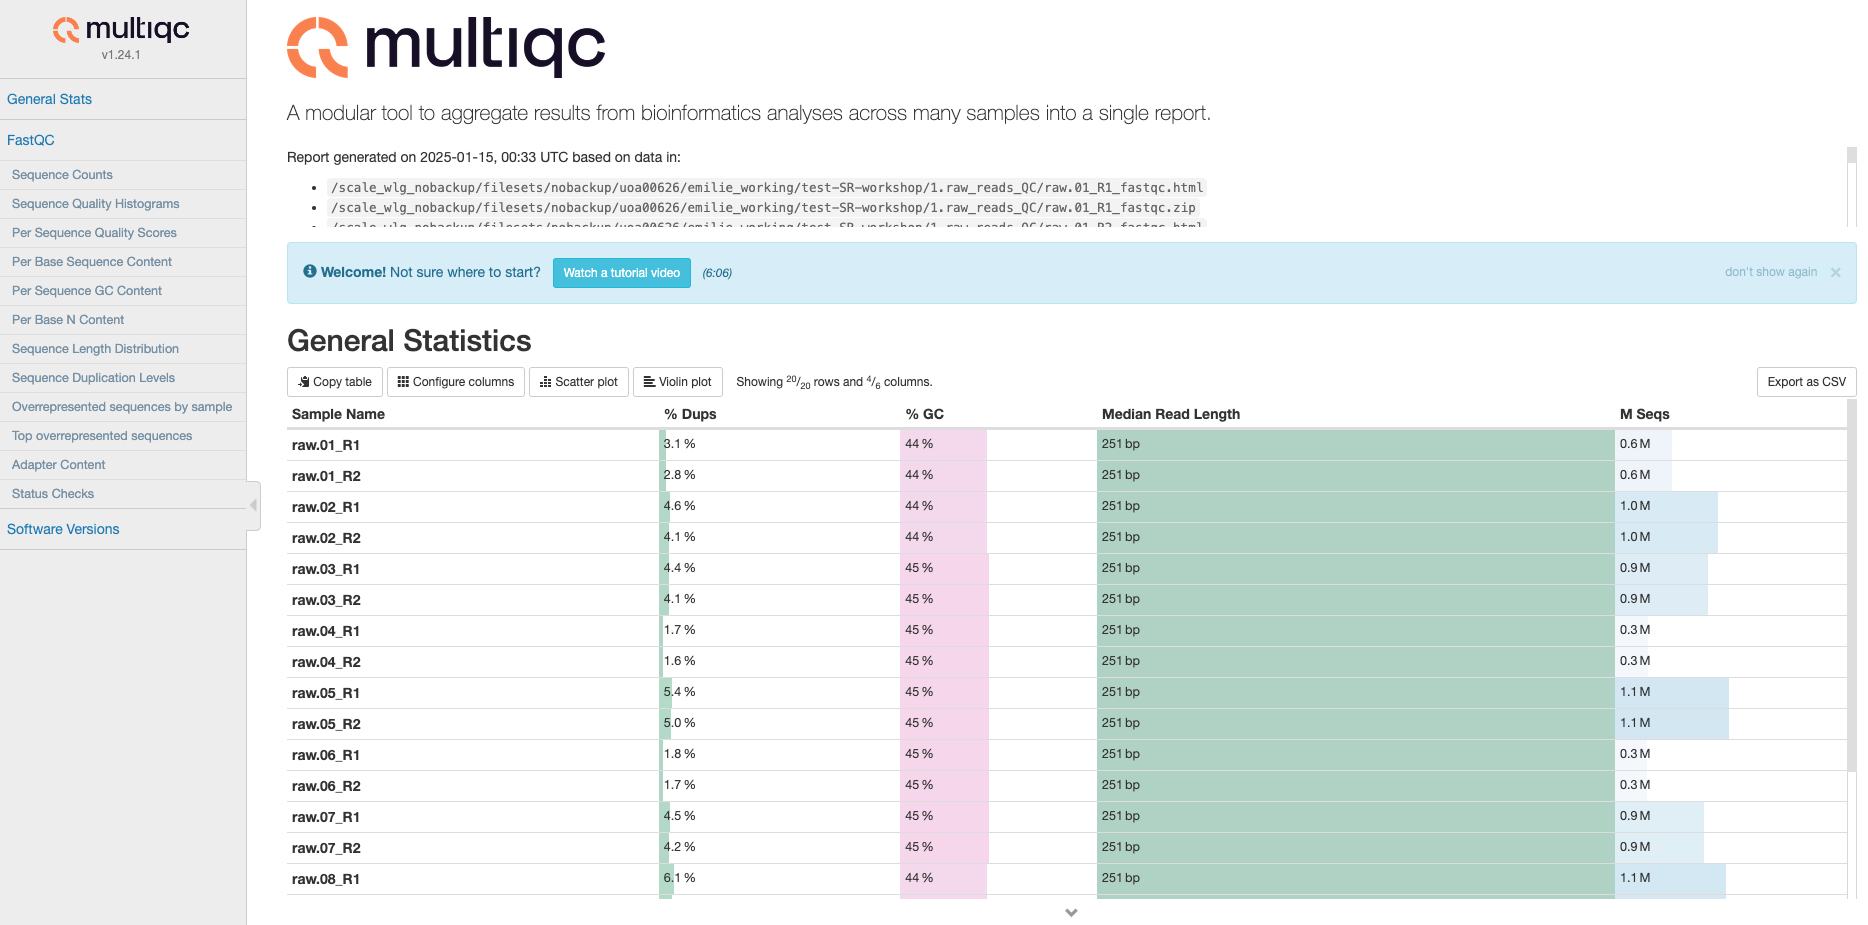 multiqc
v1.24.1
General Stats
FastQC
Sequence Counts
Sequence Quality Histograms
Per Sequence Quality Scores
Per Base Sequence Content
Per Sequence GC Content
Per Base N Content
Sequence Length Distribution
Sequence Duplication Levels
Overrepresented sequences by sample
Top overrepresented sequences
Adapter Content
Status Checks
Software Versions
multiqc
A modular tool to aggregate results from bioinformatics analyses across many samples into a single report.
Report generated on 2025-01-15, 00:33 UTC based on data in:
/scale_wlg_nobackup/filesets/nobackup/uoa00626/emilie_working/test-SR-workshop/1.raw_reads_QC/raw.01_R1_fastqc.html
/scale_wlg_nobackup/filesets/nobackup/uoa00626/emilie_working/test-SR-workshop/1.raw_reads_QC/raw.01_R1_fastqc.zip
/scale_wlg_nobackup/filesets/nobackup/uoa00626/emilie_working/test-SR-workshop/1.raw_reads_QC/raw.01_R2_fastqc.html
Welcome! Not sure where to start? Watch a tutorial video (6:06) don't show again ×
General Statistics
Copy table Configure columns Scatter plot Violin plot Showing 20/20 rows and 4/6 columns. Export as CSV
Sample Name % Dups % GC Median Read Length M Seqs
raw.01_R1 3.1 % 44 % 251 bp 0.6 M
raw.01_R2 2.8 % 44 % 251 bp 0.6 M
raw.02_R1 4.6 % 44 % 251 bp 1.0 M
raw.02_R2 4.1 % 44 % 251 bp 1.0 M
raw.03_R1 4.4 % 45 % 251 bp 0.9 M
raw.03_R2 4.1 % 45 % 251 bp 0.9 M
raw.04_R1 1.7 % 45 % 251 bp 0.3 M
raw.04_R2 1.6 % 45 % 251 bp 0.3 M
raw.05_R1 5.4 % 45 % 251 bp 1.1 M
raw.05_R2 5.0 % 45 % 251 bp 1.1 M
raw.06_R1 1.8 % 45 % 251 bp 0.3 M
raw.06_R2 1.7 % 45 % 251 bp 0.3 M
raw.07_R1 4.5 % 45 % 251 bp 0.9 M
raw.07_R2 4.2 % 45 % 251 bp 0.9 M
raw.08_R1 6.1 % 44 % 251 bp 1.1 M